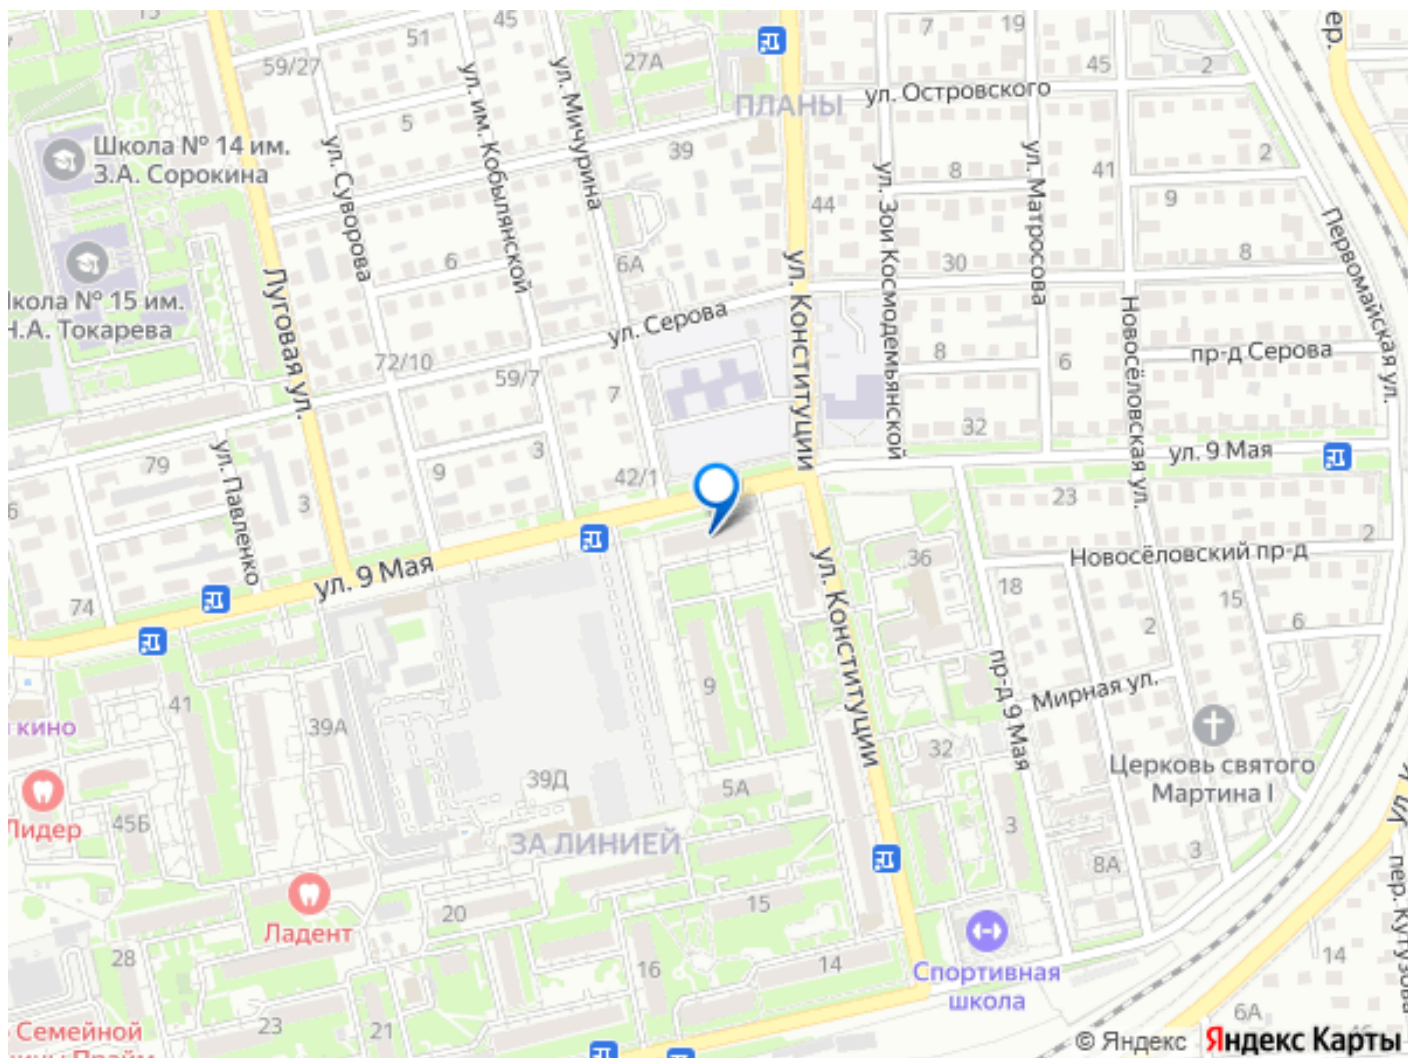 15
45
51
59/27
27А
5
7
19
45
2
ПЛАНЫ
ул. Островского
Школа № 14 им.
З.А. Сорокина
ул. Суворова
ул. им. Кобылянской
ул. Мичурина
39
44
8
ул. Зои Космодемьянской
ул. Матросова
41
2
9
Первомайская ул.
8
30
6
6А
кола № 15 им.
Н.А. Токарева
Луговая ул.
ул. Серова
ул. Конституции
Новосёловская ул.
72/10
59/7
7
8
6
пр-д Серова
32
79
ул. Павленко
3
9
3
42/1
ул. 9 Мая
6
23
2
ул. 9 Мая
74
ул. Конституции
36
18
Новосёловский пр-д
15
2
6
41
39А
9
пр-д 9 Мая
Мирная ул.
кино
32
Церковь святого
Мартина I
39Д
5А
Лидер
45Б
ЗА ЛИНИЕЙ
3
3
8А
Ладент
20
15
28
16
14
Спортивная
школа
14
пер. Кутузова
23
21
6А
Семейной
© Яндекс
Яндекс Карты